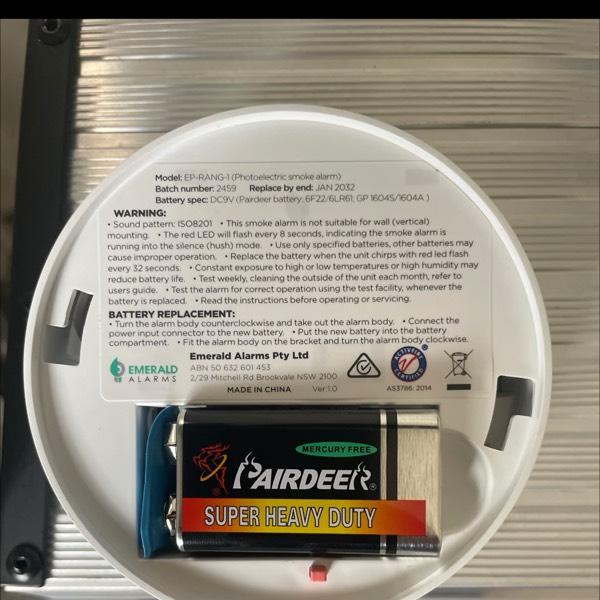 Model: EP-RANG-1 (Photoelectric smoke alarm)
Batch number: 2459 Replace by end: JAN 2032
Battery spec: DC9V (Pairdeer battery: 6F22/6LR61; GP 1604S/1604A )
WARNING:
• Sound pattern: ISO8201 • This smoke alarm is not suitable for wall (vertical)
mounting. • The red LED will flash every 8 seconds, indicating the smoke alarm is
running into the silence (hush) mode. • Use only specified batteries, other batteries may
cause improper operation. • Replace the battery when the unit chirps with red led flash
every 32 seconds. • Constant exposure to high or low temperatures or high humidity may
reduce battery life. • Test weekly, cleaning the outside of the unit each month, refer to
users guide. • Test the alarm for correct operation using the test facility, whenever the
battery is replaced. • Read the instructions before operating or servicing.
BATTERY REPLACEMENT:
• Turn the alarm body counterclockwise and take out the alarm body. • Connect the
power input connector to the new battery. • Put the new battery into the battery
compartment. • Fit the alarm body on the bracket and turn the alarm body clockwise.
EMERALD
ALARMS
Emerald Alarms Pty Ltd
ABN 50 632 601 453
2/29 Mitchell Rd Brookvale NSW 2100
MADE IN CHINA Ver:1.0
ACTIVFIRE
CERTIFIED
®
AS3786: 2014
MERCURY FREE
PAIRDEER®
SUPER HEAVY DUTY